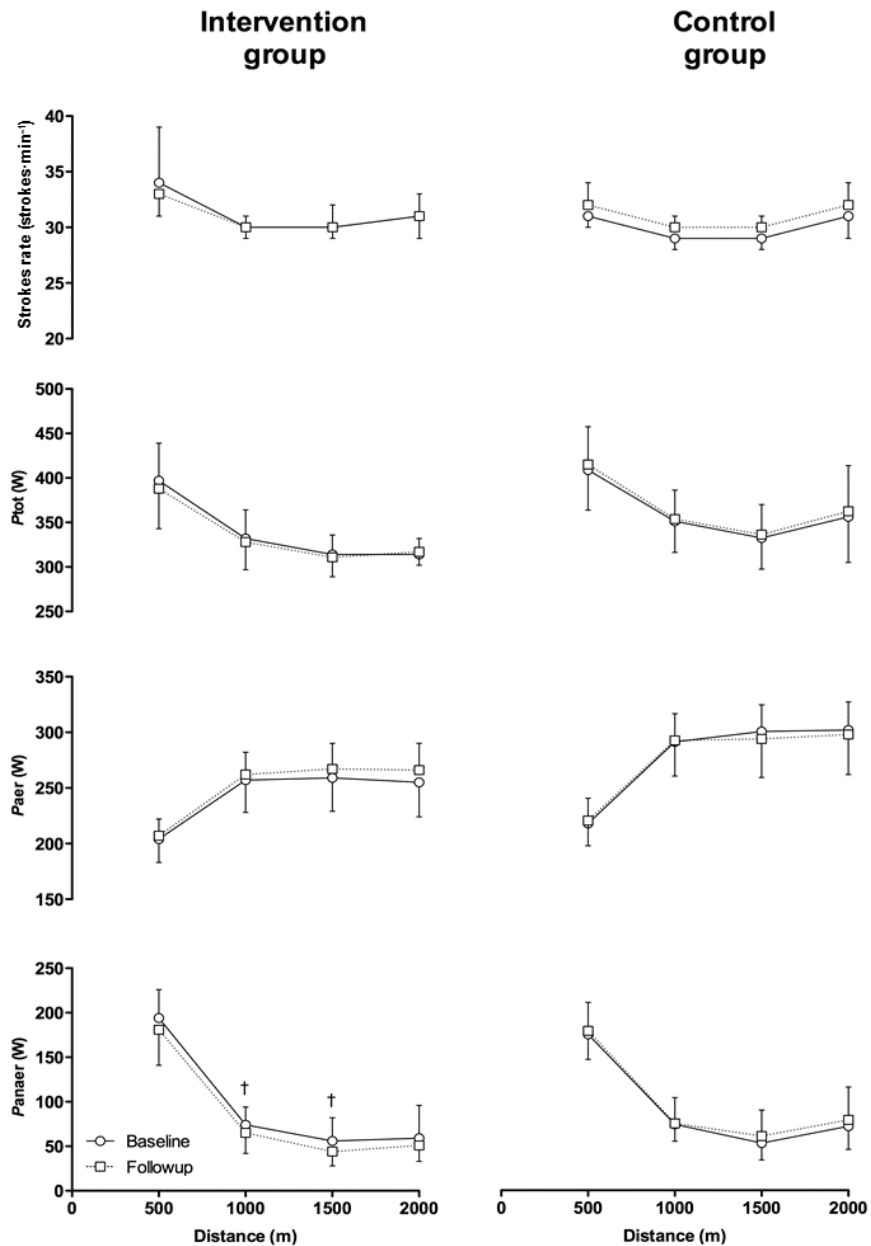 Intervention
group
Control
group
Strokes rate (strokes·min⁻¹)
40
35
30
25
20
Ptot (W)
500
450
400
350
300
250
Paer (W)
350
300
250
200
150
Panaer (W)
250
200
150
100
50
0
†
†
Baseline
Followup
0 500 1000 1500 2000
Distance (m)
0 500 1000 1500 2000
Distance (m)